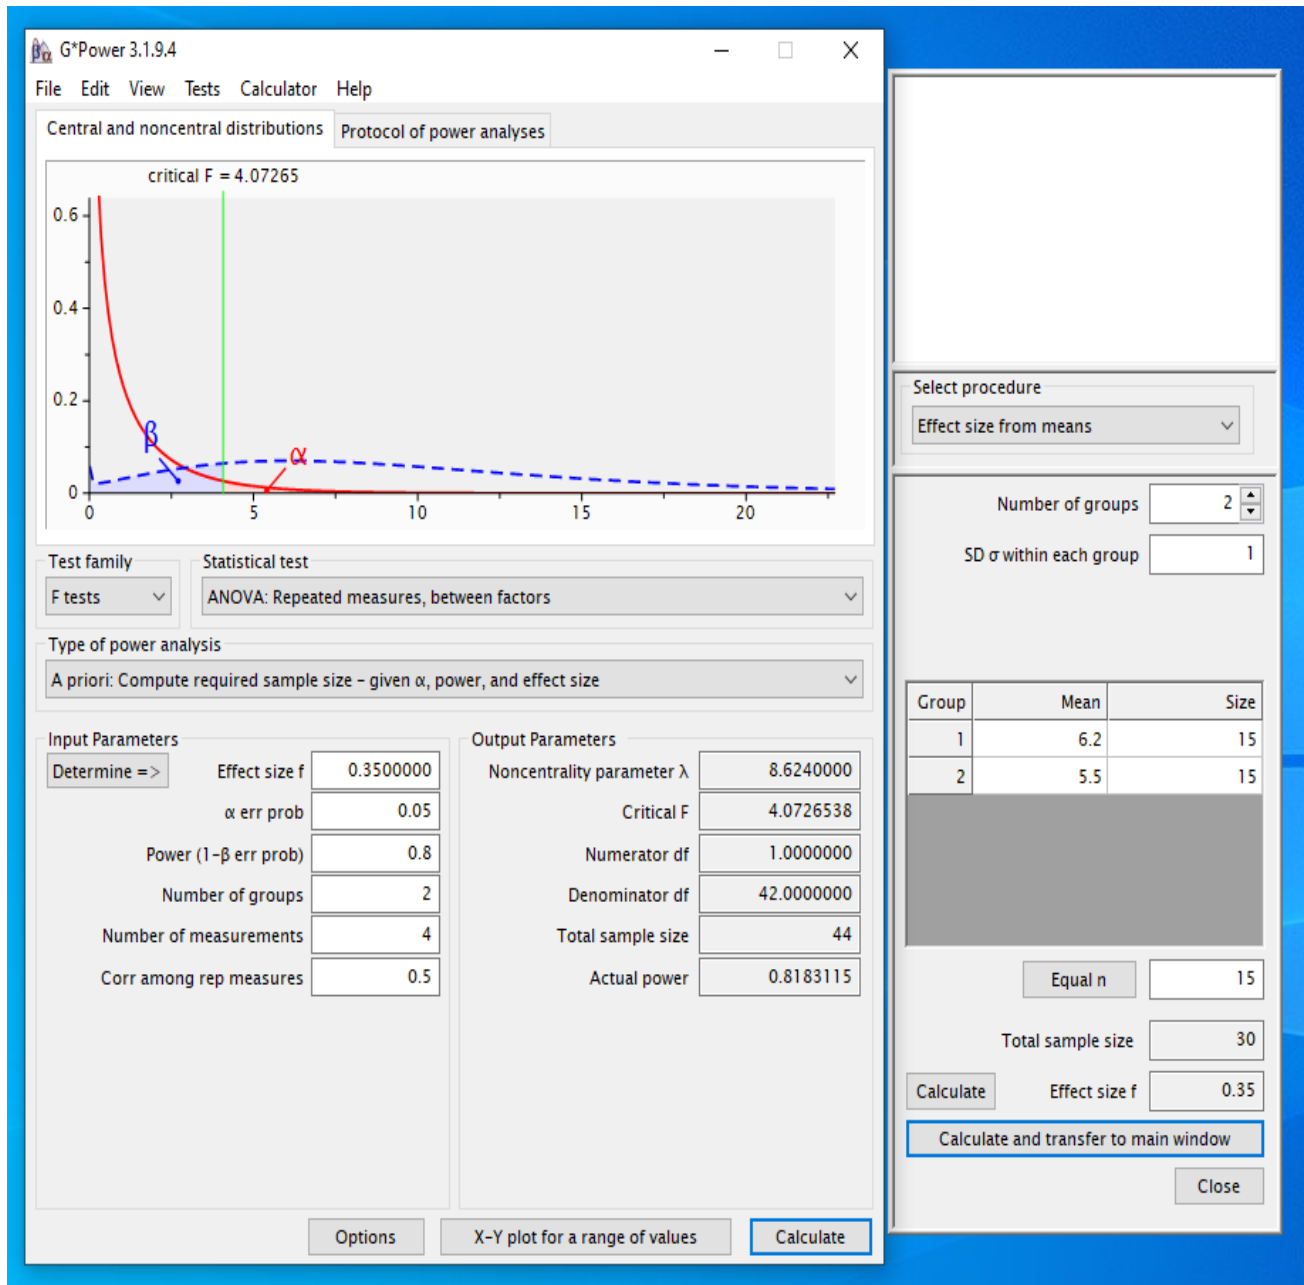 G*Power 3.1.9.4
File Edit View Tests Calculator Help
Central and noncentral distributions Protocol of power analyses
critical F = 4.07265
0.6
0.4
0.2
0
β
α
0 5 10 15 20
Test family
F tests
Statistical test
ANOVA: Repeated measures, between factors
Type of power analysis
A priori: Compute required sample size – given α, power, and effect size
Input Parameters
Determine =>
Effect size f 0.3500000
α err prob 0.05
Power (1–β err prob) 0.8
Number of groups 2
Number of measurements 4
Corr among rep measures 0.5
Output Parameters
Noncentrality parameter λ 8.6240000
Critical F 4.0726538
Numerator df 1.0000000
Denominator df 42.0000000
Total sample size 44
Actual power 0.8183115
Options X–Y plot for a range of values Calculate
Select procedure
Effect size from means
Number of groups 2
SD σ within each group 1
Group Mean Size
1 6.2 15
2 5.5 15
Equal n 15
Total sample size 30
Calculate Effect size f 0.35
Calculate and transfer to main window
Close